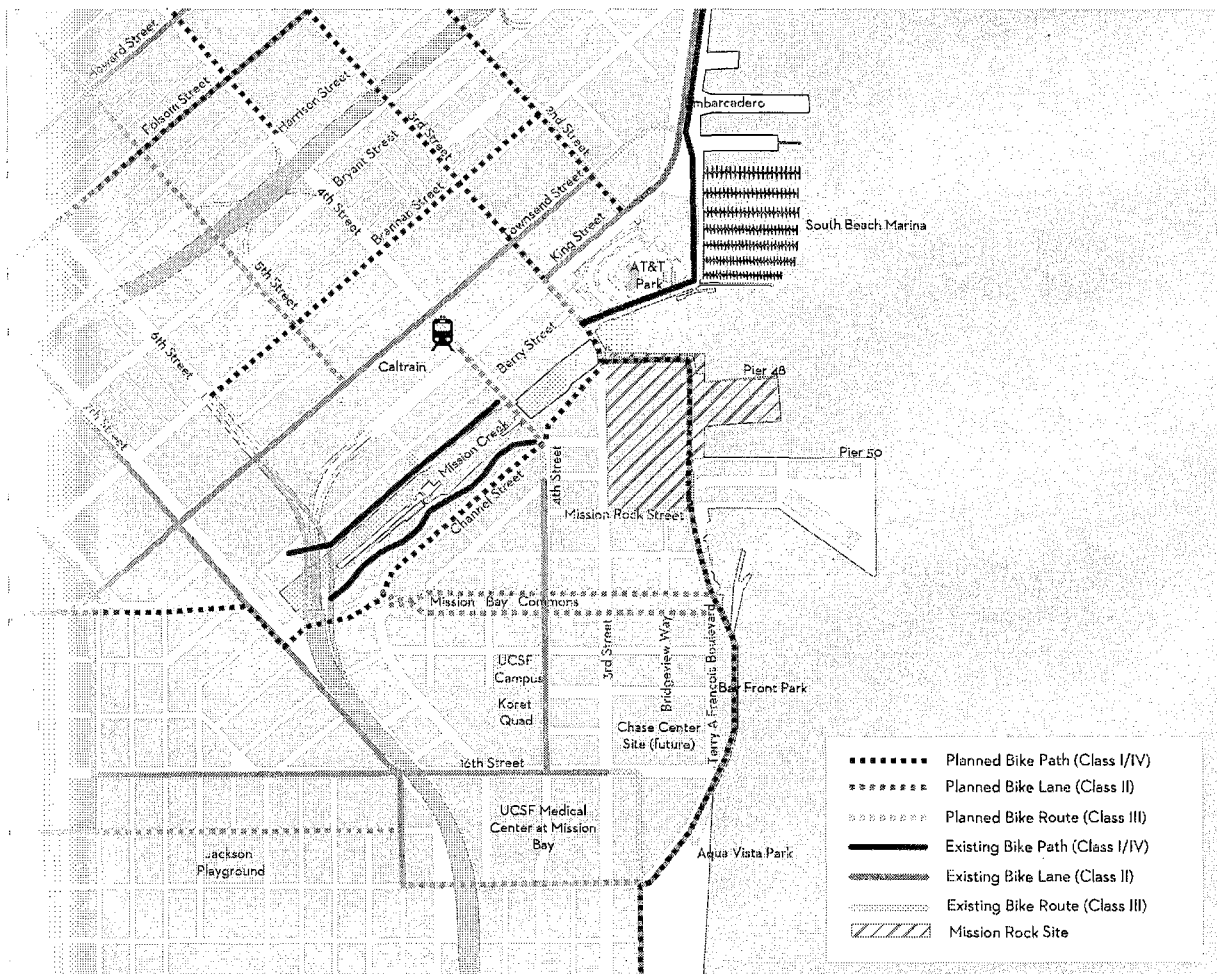 Howard Street
Folsom Street
Harrison Street
3rd Street
2nd Street
Embarcadero
Bryant Street
4th Street
Brannan Street
Townsend Street
King Street
South Beach Marina
AT&T
Park
5th Street
6th Street
Caltrain
Berry Street
Pier 48
7th Street
Mission Creek
4th Street
Pier 50
Channel Street
Mission Rock Street
Mission Bay Commons
3rd Street
Bridgeview Way
Terry A Francois Boulevard
UCSF
Campus
Koret
Quad
Bay Front Park
Chase Center
Site (future)
16th Street
UCSF Medical
Center at Mission
Bay
Jackson
Playground
Aqua Vista Park
Planned Bike Path (Class I/IV)
Planned Bike Lane (Class II)
Planned Bike Route (Class III)
Existing Bike Path (Class I/IV)
Existing Bike Lane (Class II)
Existing Bike Route (Class III)
Mission Rock Site